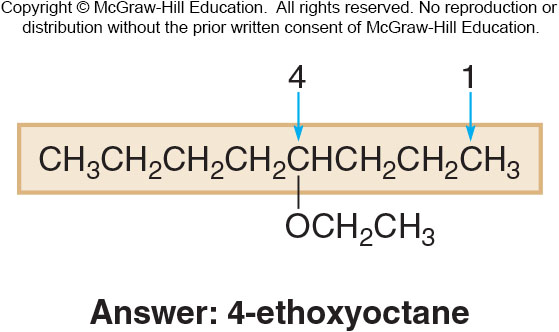 Copyright © McGraw-Hill Education.  All rights reserved. No reproduction or
distribution without the prior written consent of McGraw-Hill Education.
4 1
CH₃CH₂CH₂CH₂CHCH₂CH₂CH₃
OCH₂CH₃
Answer: 4-ethoxyoctane